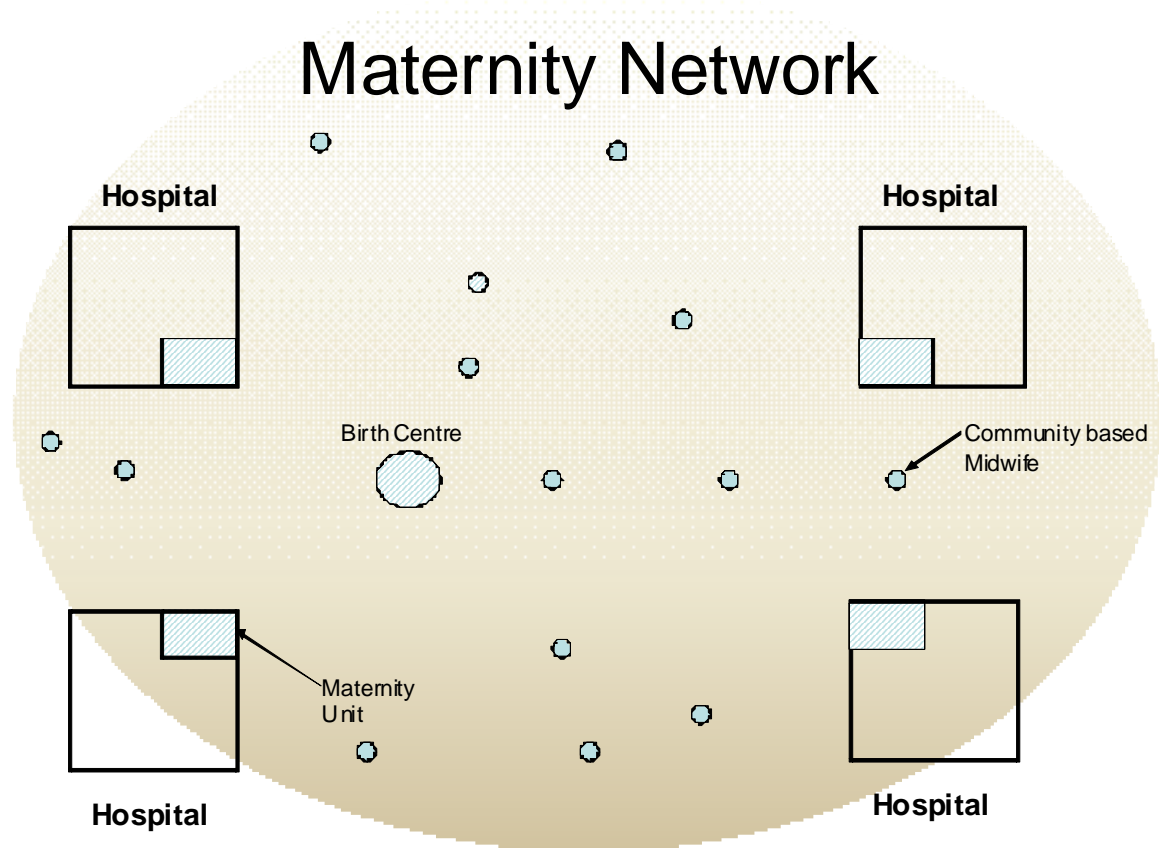 Maternity Network
Hospital
Hospital
Birth Centre
Community based
Midwife
Maternity
Unit
Hospital
Hospital